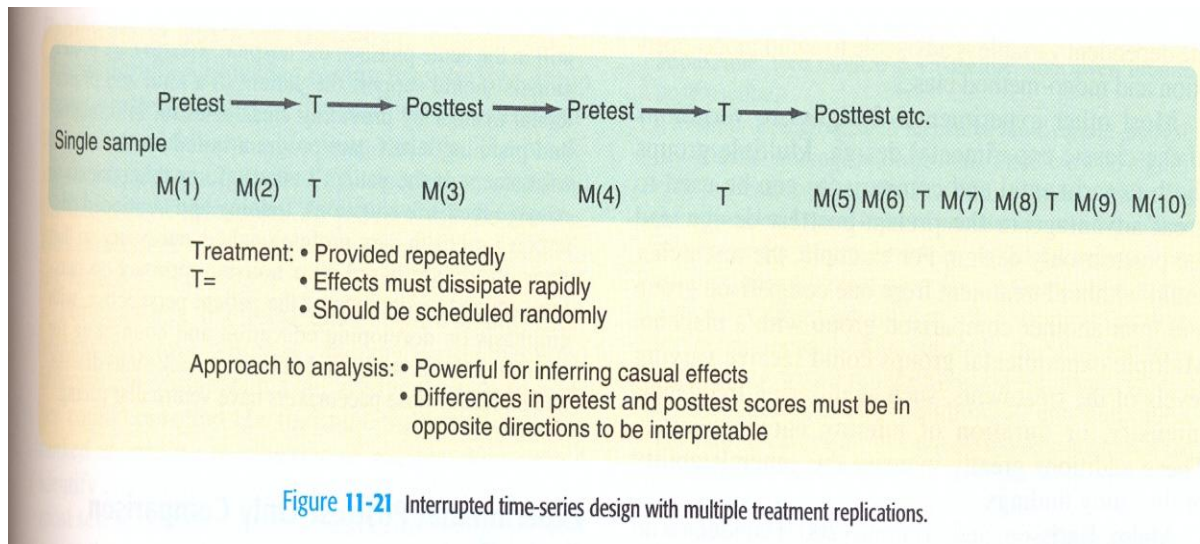 Pretest → T → Posttest → Pretest → T → Posttest etc.
Single sample
M(1) M(2) T M(3) M(4) T M(5) M(6) T M(7) M(8) T M(9) M(10)
Treatment: • Provided repeatedly
T= • Effects must dissipate rapidly
• Should be scheduled randomly
Approach to analysis: • Powerful for inferring casual effects
• Differences in pretest and posttest scores must be in
opposite directions to be interpretable
Figure 11-21 Interrupted time-series design with multiple treatment replications.